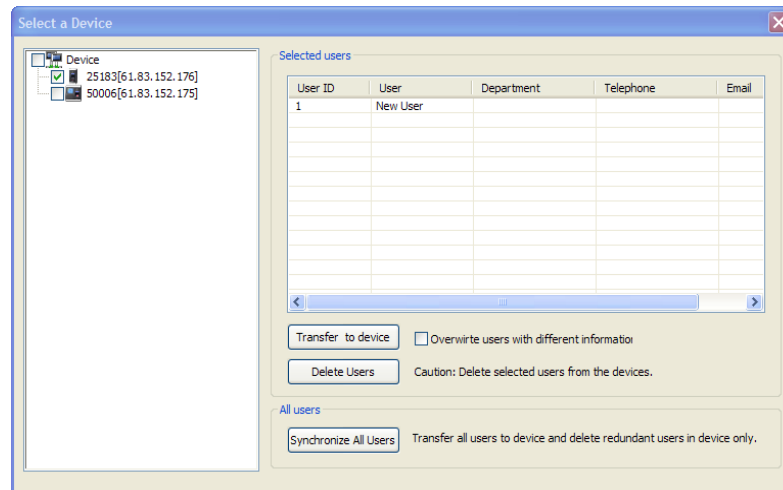 Select a Device
Device
25183[61.83.152.176]
50006[61.83.152.175]
Selected users
User ID User Department Telephone Email
1 New User
Transfer to device
Overwirte users with different information
Delete Users
Caution: Delete selected users from the devices.
All users
Synchronize All Users
Transfer all users to device and delete redundant users in device only.